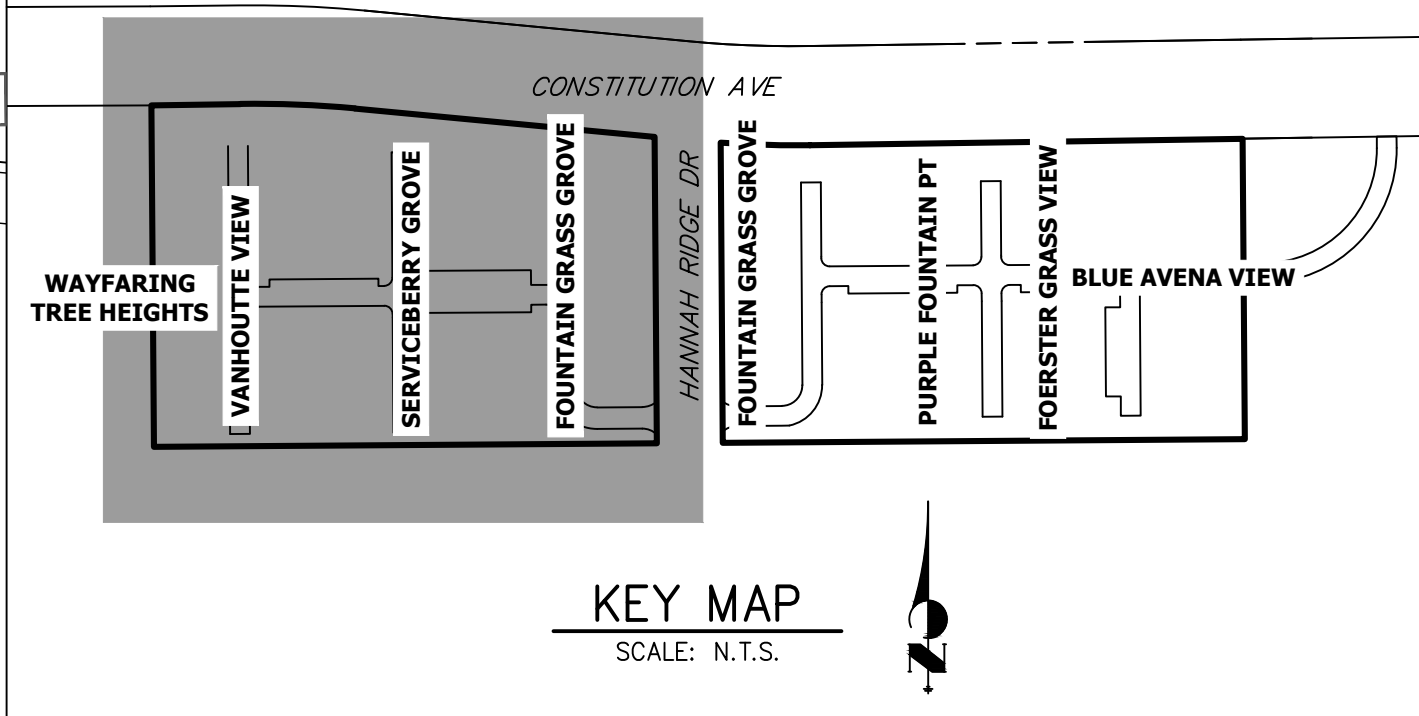 CONSTITUTION AVE
WAYFARING
TREE HEIGHTS
VANHOUTTE VIEW
SERVICEBERRY GROVE
FOUNTAIN GRASS GROVE
HANNAH RIDGE DR
FOUNTAIN GRASS GROVE
PURPLE FOUNTAIN PT
FOERSTER GRASS VIEW
BLUE AVENA VIEW
KEY MAP
SCALE: N.T.S.
N